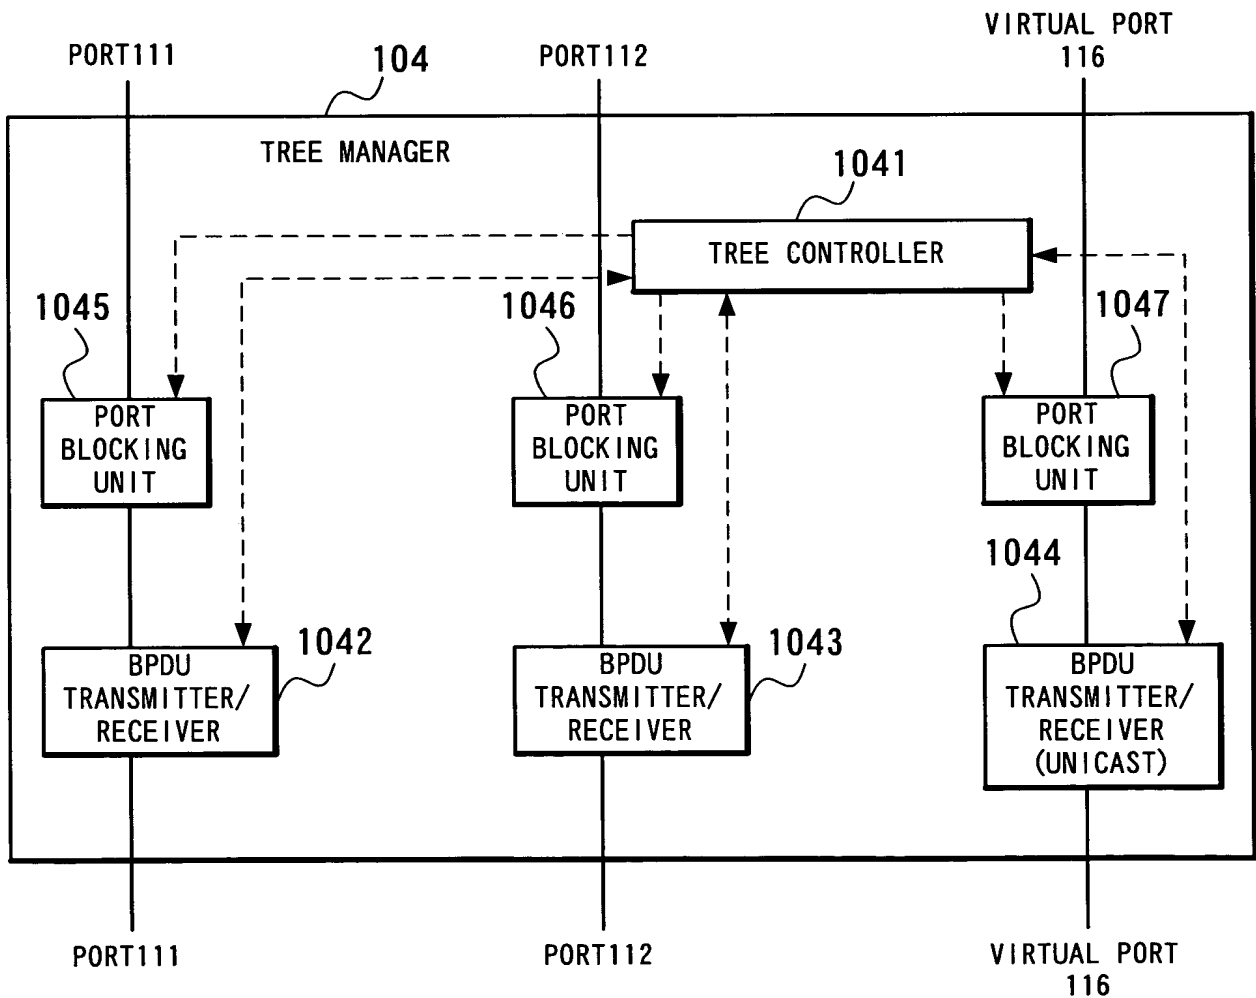 VIRTUAL PORT
116
PORT111
104
PORT112
TREE MANAGER
1041
TREE CONTROLLER
1045
1046
1047
PORT
BLOCKING
UNIT
PORT
BLOCKING
UNIT
PORT
BLOCKING
UNIT
1044
1042
1043
BPDU
TRANSMITTER/
RECEIVER
BPDU
TRANSMITTER/
RECEIVER
BPDU
TRANSMITTER/
RECEIVER
(UNICAST)
PORT111
PORT112
VIRTUAL PORT
116